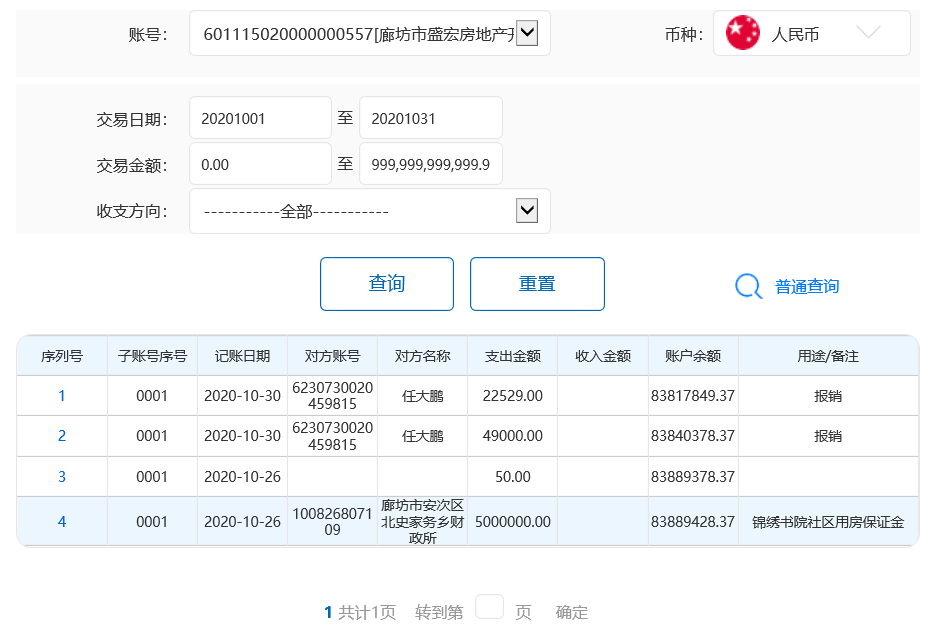 账号： 601115020000000557[廊坊市盛宏房地产开 币种： 人民币
交易日期： 20201001 至 20201031
交易金额： 0.00 至 999,999,999,999.9
收支方向： -----------全部-----------
查询 重置 普通查询
序列号 子账号序号 记账日期 对方账号 对方名称 支出金额 收入金额 账户余额 用途/备注
1 0001 2020-10-30 6230730020 任大鹏 22529.00 83817849.37 报销
459815
2 0001 2020-10-30 6230730020 任大鹏 49000.00 83840378.37 报销
459815
3 0001 2020-10-26 50.00 83889378.37
廊坊市安次区
4 0001 2020-10-26 1008268071 北史家务乡财 5000000.00 83889428.37 锦绣书院社区用房保证金
09 政所
1 共计1页 转到第 页 确定